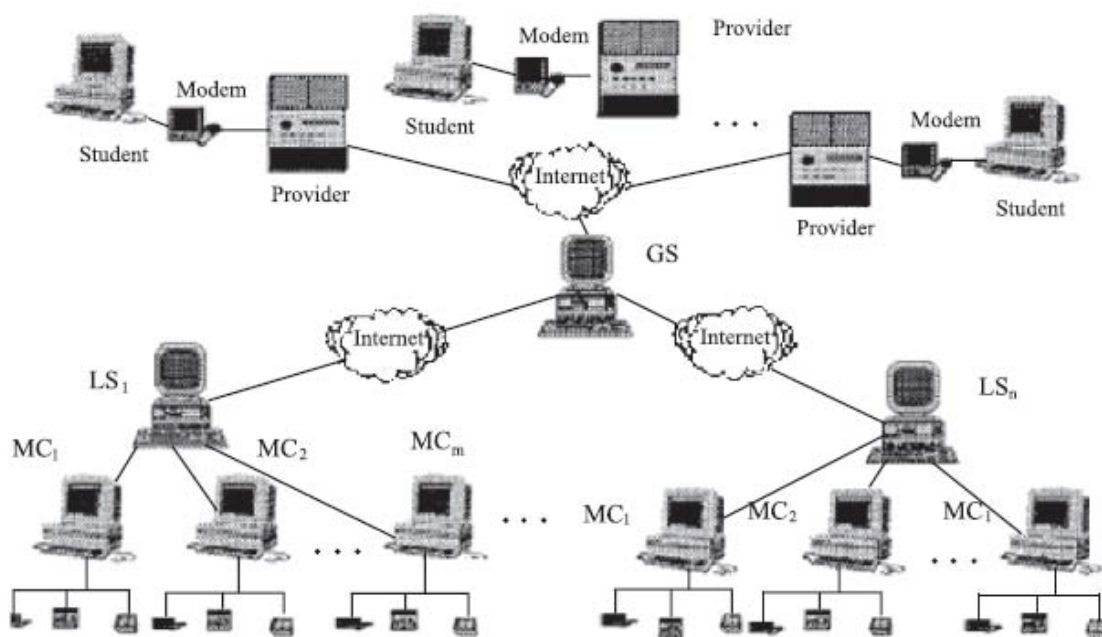 Modem
Provider
Modem
Student
Student
Provider
Modem
Student
Provider
Internet
GS
Internet
Internet
LS₁
LSₙ
MC₁
MC₂
MCₘ
. . .
MC₁
MC₂
MC₁
. . .
. . .
. . .